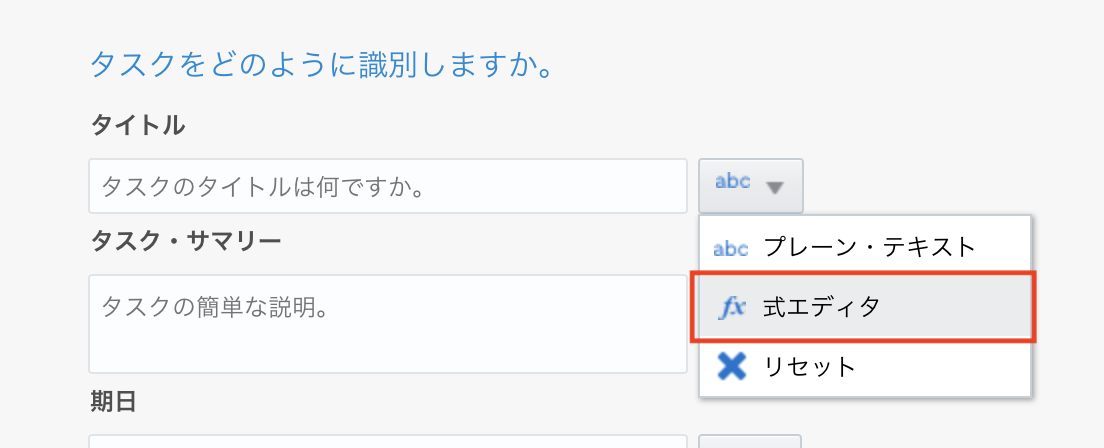 タスクをどのように識別しますか。
タイトル
タスクのタイトルは何ですか。
abc
abc プレーン・テキスト
タスク・サマリー
タスクの簡単な説明。
fx 式エディタ
リセット
期日